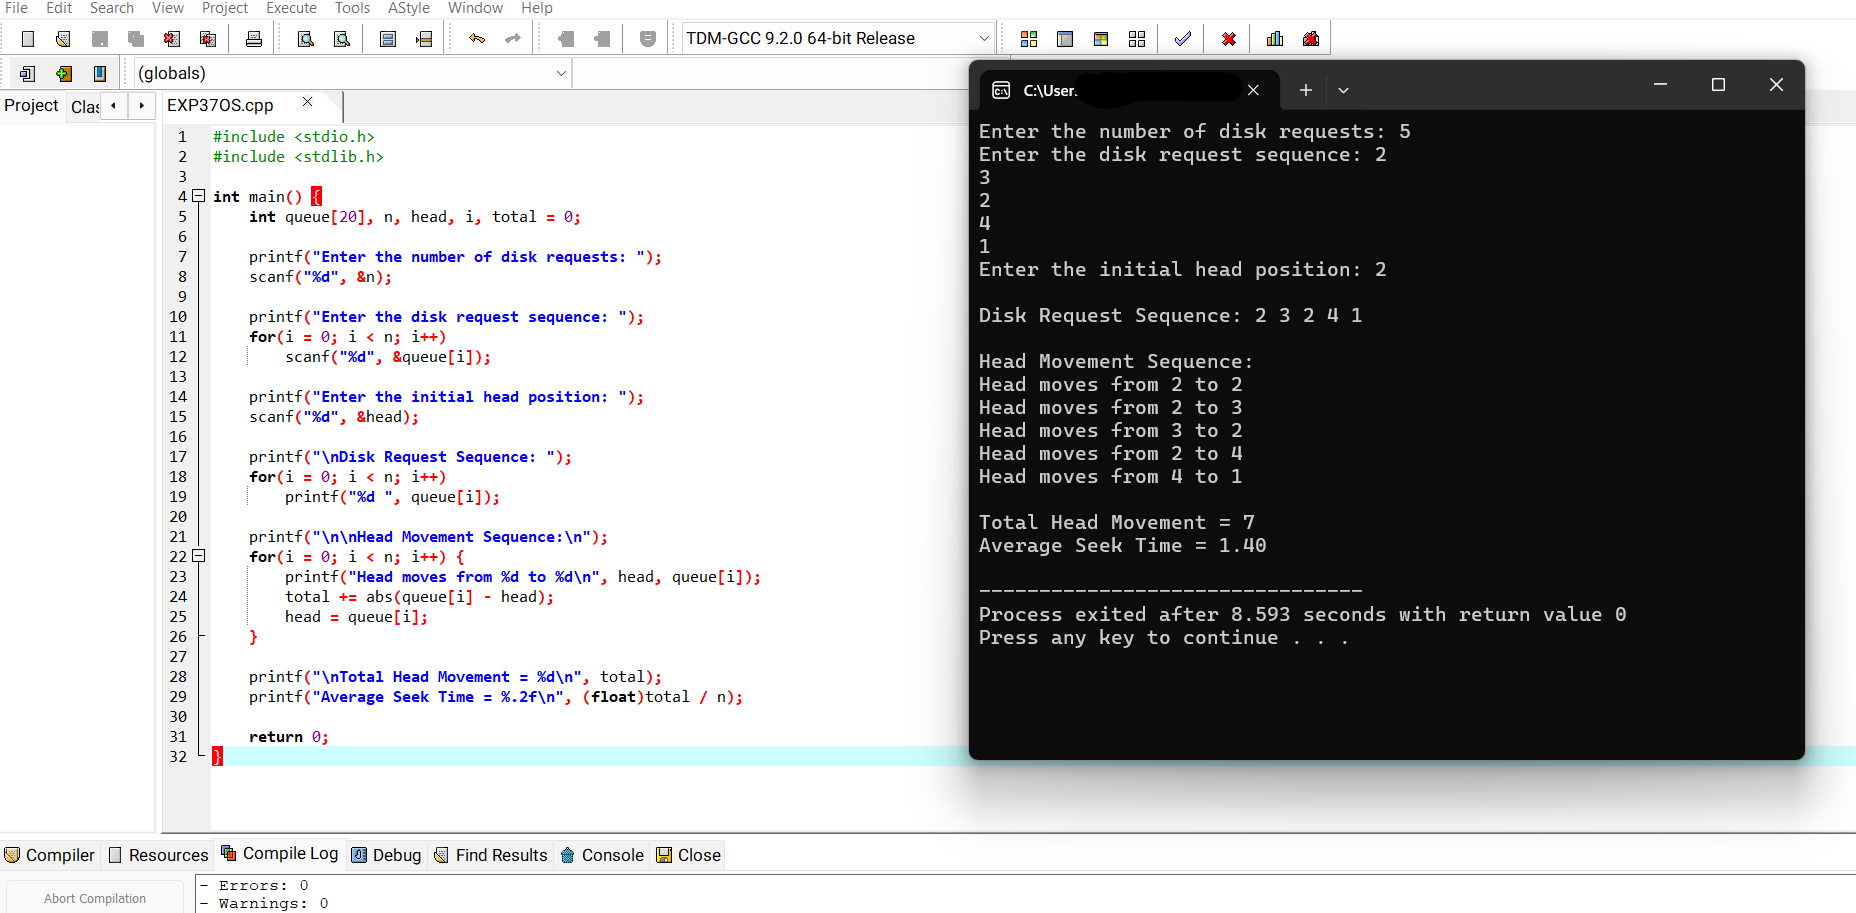 File Edit Search View Project Execute Tools AStyle Window Help
TDM-GCC 9.2.0 64-bit Release
(globals)
Project Clas
EXP37OS.cpp
1 #include <stdio.h>
2 #include <stdlib.h>
3
4 int main() {
5 int queue[20], n, head, i, total = 0;
6
7 printf("Enter the number of disk requests: ");
8 scanf("%d", &n);
9
10 printf("Enter the disk request sequence: ");
11 for(i = 0; i < n; i++)
12 scanf("%d", &queue[i]);
13
14 printf("Enter the initial head position: ");
15 scanf("%d", &head);
16
17 printf("\nDisk Request Sequence: ");
18 for(i = 0; i < n; i++)
19 printf("%d ", queue[i]);
20
21 printf("\n\nHead Movement Sequence:\n");
22 for(i = 0; i < n; i++) {
23 printf("Head moves from %d to %d\n", head, queue[i]);
24 total += abs(queue[i] - head);
25 head = queue[i];
26 }
27
28 printf("\nTotal Head Movement = %d\n", total);
29 printf("Average Seek Time = %.2f\n", (float)total / n);
30
31 return 0;
32 }
C:\User
Enter the number of disk requests: 5
Enter the disk request sequence: 2
3
2
4
1
Enter the initial head position: 2
Disk Request Sequence: 2 3 2 4 1
Head Movement Sequence:
Head moves from 2 to 2
Head moves from 2 to 3
Head moves from 3 to 2
Head moves from 2 to 4
Head moves from 4 to 1
Total Head Movement = 7
Average Seek Time = 1.40
--------------------------------
Process exited after 8.593 seconds with return value 0
Press any key to continue . . .
Compiler Resources Compile Log Debug Find Results Console Close
Abort Compilation
- Errors: 0
- Warnings: 0